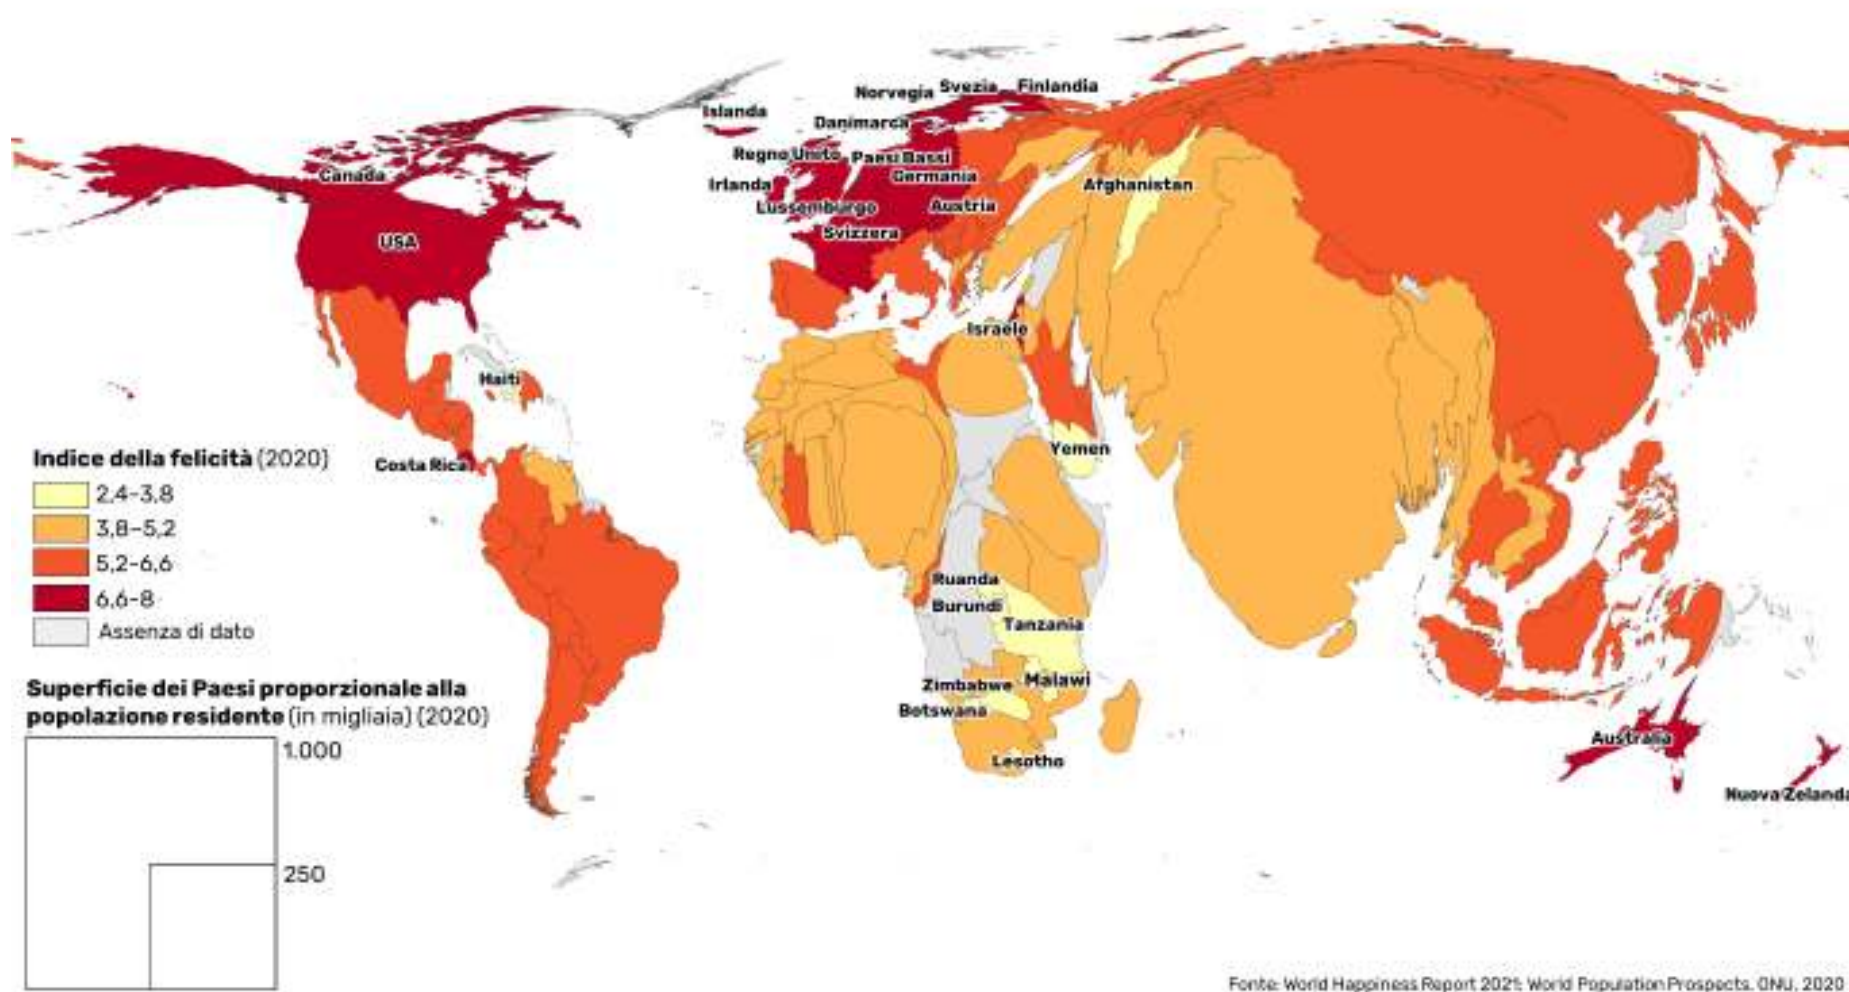 Norvegia
Svezia
Finlandia
Islanda
Danimarca
Regno Unito
Paesi Bassi
Canada
Germania
Irlanda
Afghanistan
Lussemburgo
Austria
Svizzera
USA
Israele
Haiti
Yemen
Costa Rica
Indice della felicità (2020)
2,4-3,8
3,8-5,2
5,2-6,6
6,6-8
Assenza di dato
Ruanda
Burundi
Tanzania
Zimbabwe
Malawi
Botswana
Lesotho
Australia
Nuova Zelanda
Superficie dei Paesi proporzionale alla
popolazione residente (in migliaia) (2020)
1.000
250
Fonte: World Happiness Report 2021; World Population Prospects, ONU, 2020